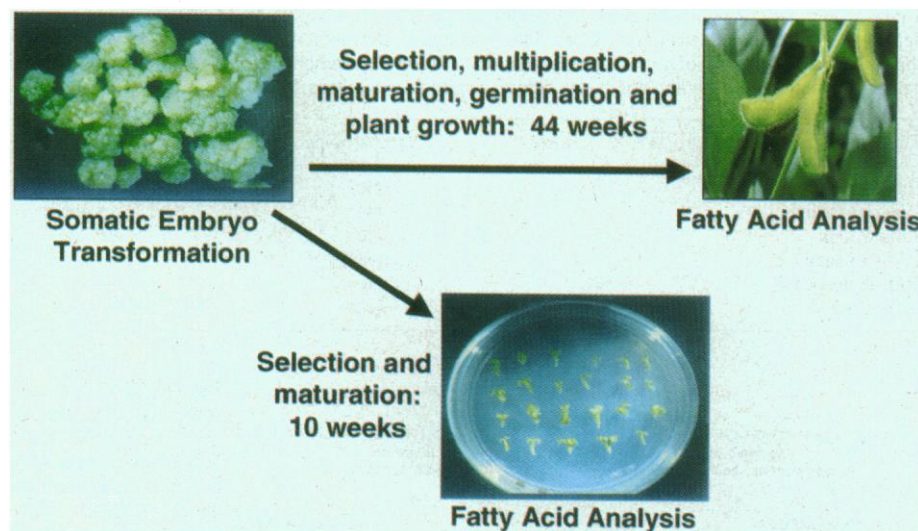 Selection, multiplication,
maturation, germination and
plant growth: 44 weeks
Somatic Embryo
Transformation
Fatty Acid Analysis
Selection and
maturation:
10 weeks
Fatty Acid Analysis